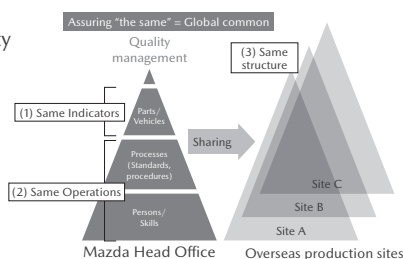 ty
Assuring “the same” = Global common
Quality
management
(3) Same
structure
(1) Same Indicators
Parts/
Vehicles
Sharing
Processes
(Standards,
procedures)
(2) Same Operations
Persons/
Skills
Site C
Site B
Site A
Mazda Head Office
Overseas production sites